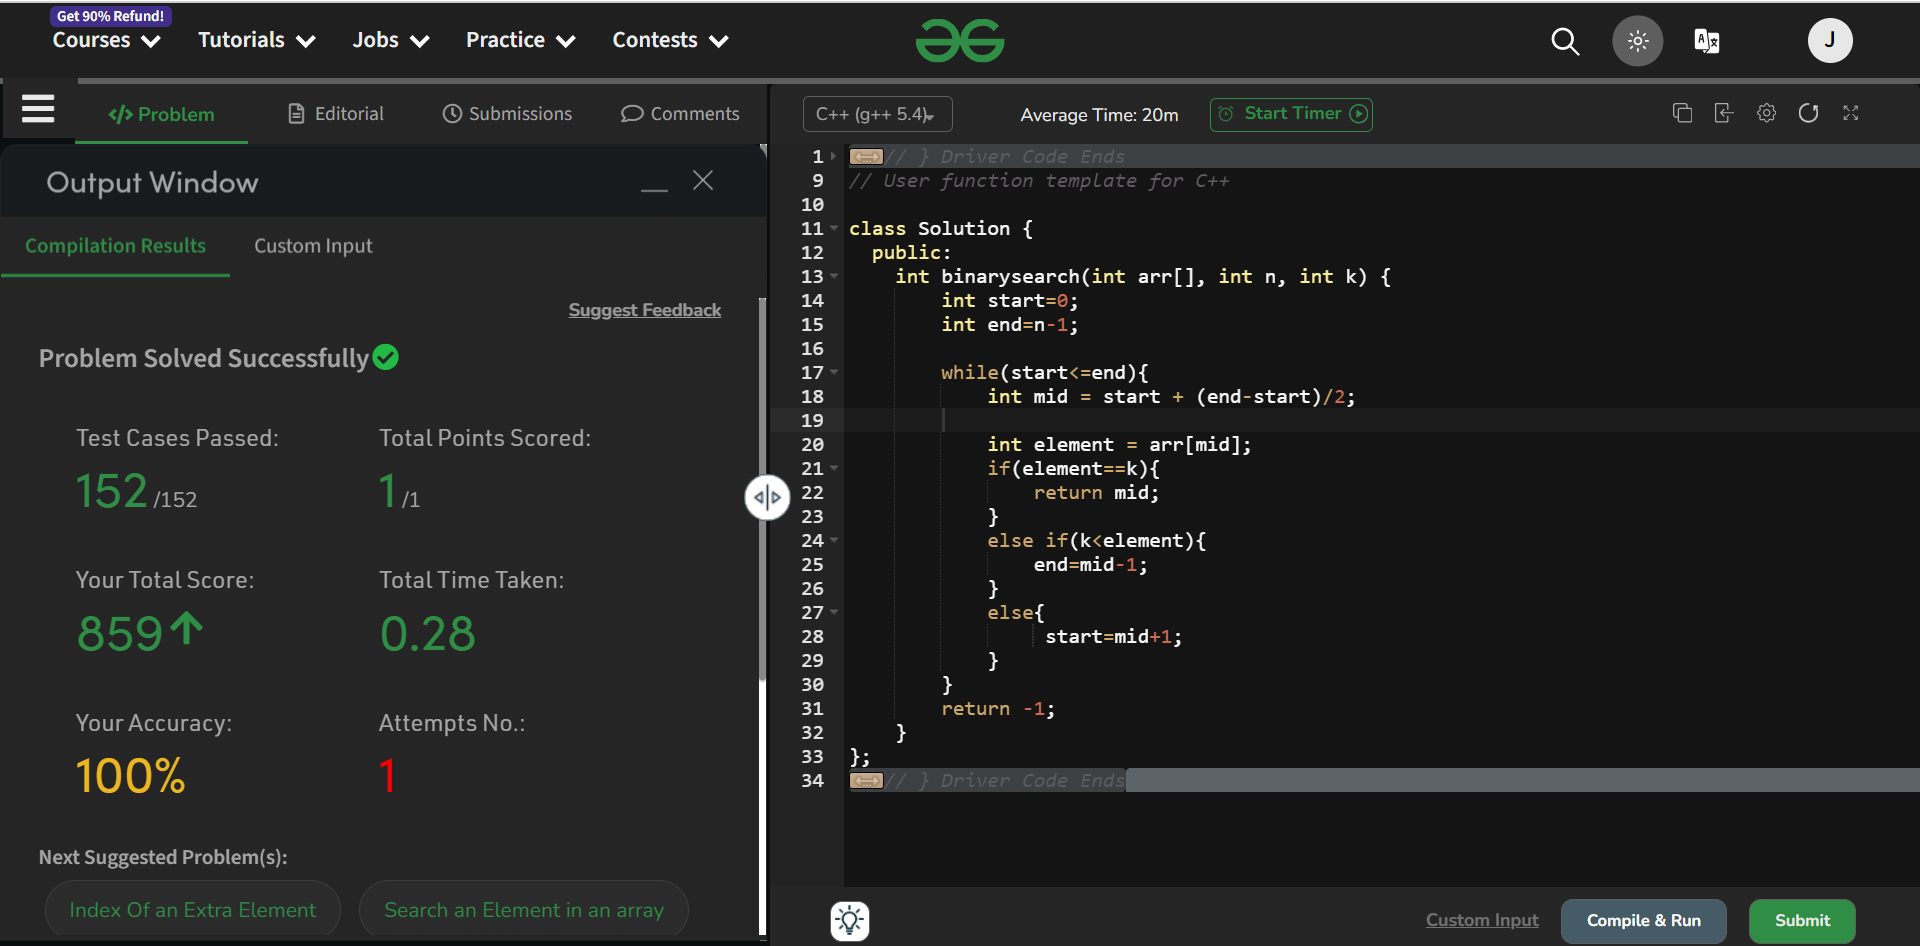 Get 90% Refund!
Courses Tutorials Jobs Practice Contests
J
</> Problem Editorial Submissions Comments
Output Window
Compilation Results Custom Input
Suggest Feedback
Problem Solved Successfully
Test Cases Passed: Total Points Scored:
152 /152 1 /1
Your Total Score: Total Time Taken:
859 0.28
Your Accuracy: Attempts No.:
100% 1
Next Suggested Problem(s):
Index Of an Extra Element Search an Element in an array
C++ (g++ 5.4) Average Time: 20m Start Timer
1 // } Driver Code Ends
9 // User function template for C++
10
11 class Solution {
12 public:
13 int binarysearch(int arr[], int n, int k) {
14 int start=0;
15 int end=n-1;
16
17 while(start<=end){
18 int mid = start + (end-start)/2;
19
20 int element = arr[mid];
21 if(element==k){
22 return mid;
23 }
24 else if(k<element){
25 end=mid-1;
26 }
27 else{
28 start=mid+1;
29 }
30 }
31 return -1;
32 }
33 };
34 // } Driver Code Ends
Custom Input Compile & Run Submit